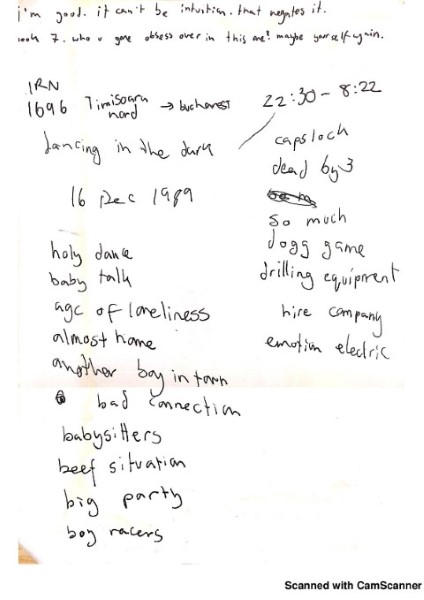 i'm good. it can't be intuition. that negates it.
week 7. who u gone obsess over in this one? maybe yourself again.
IRN
1696 Timisoara nord → bucharest
22:30 - 8:22
dancing in the dark
16 Dec 1989
holy dance
baby talk
age of loneliness
almost home
another boy in town
bad connection
babysitters
beef situation
big party
boy racers
capslock
dead by 3
so much
dogg game
drilling equipment
hire company
emotion electric
Scanned with CamScanner